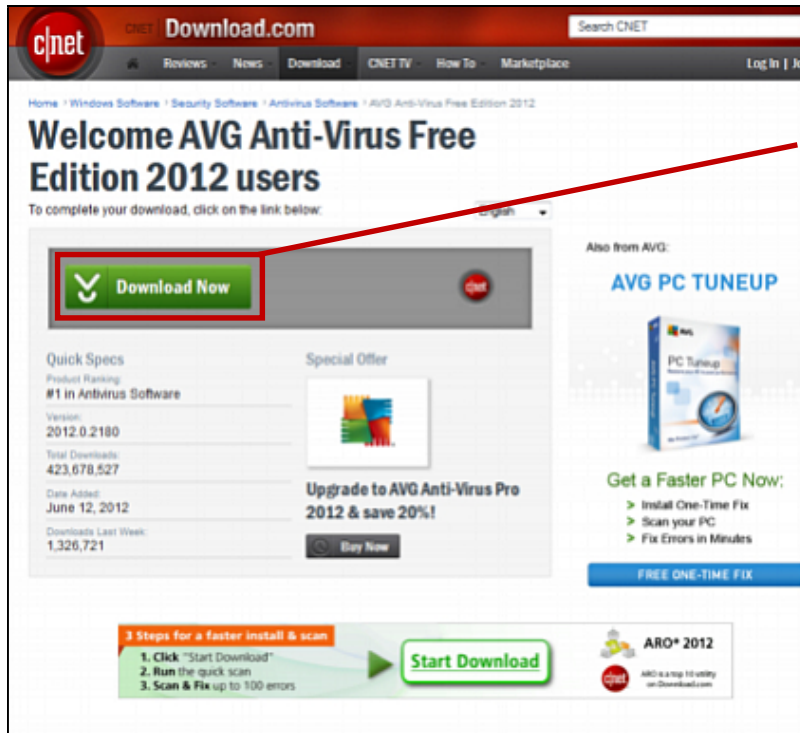 c|net
CNET Download.com
Search CNET
Reviews News Download CNET TV How To Marketplace
Log In | Jo
Home Windows Software Security Software Antivirus Software AVG Anti-Virus Free Edition 2012
Welcome AVG Anti-Virus Free
Edition 2012 users
To complete your download, click on the link below:
English
Download Now
c|net
Quick Specs
Product Ranking:
#1 in Antivirus Software
Version:
2012.0.2180
Total Downloads:
423,678,527
Date Added:
June 12, 2012
Downloads Last Week:
1,326,721
Special Offer
Upgrade to AVG Anti-Virus Pro
2012 & save 20%!
Buy Now
Also from AVG:
AVG PC TUNEUP
AVG
PC Tuneup
Get a Faster PC Now:
> Install One-Time Fix
> Scan your PC
> Fix Errors in Minutes
FREE ONE-TIME FIX
3 Steps for a faster install & scan
1. Click "Start Download"
2. Run the quick scan
3. Scan & Fix up to 100 errors
Start Download
ARO* 2012
c|net
ARO is a top 10 utility
on Download.com